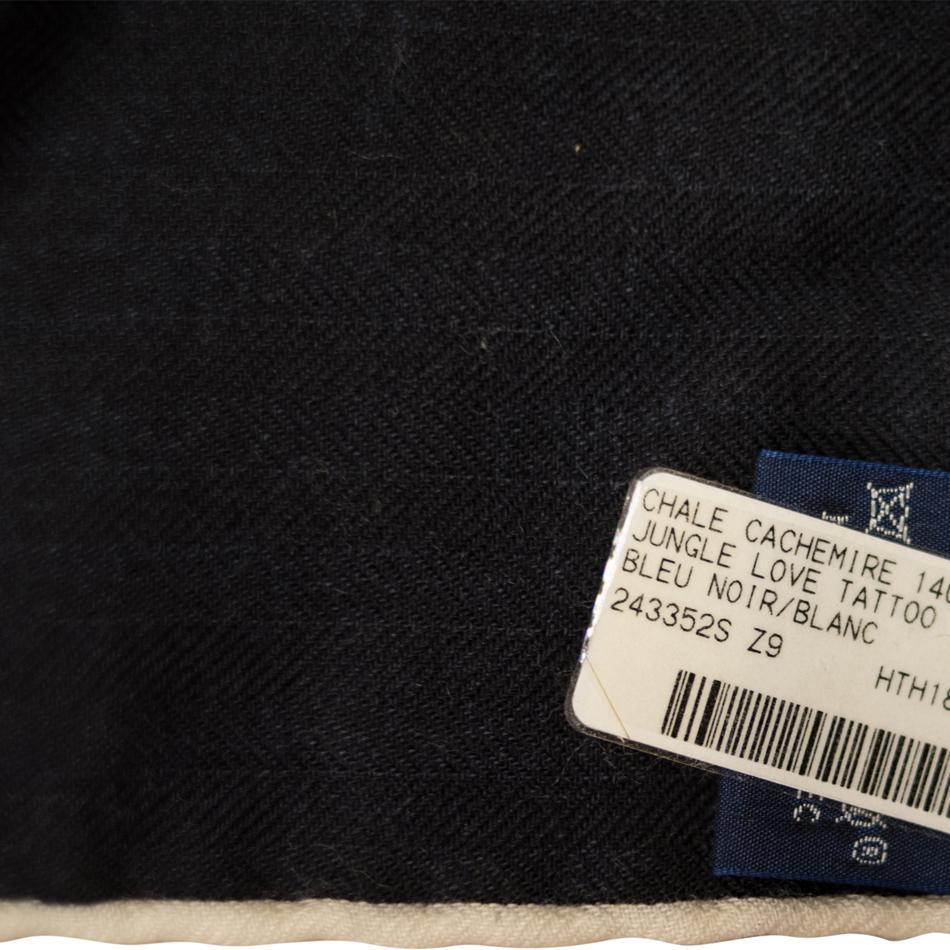 CHALE CACHEMIRE 140
JUNGLE LOVE TATTOO
BLEU NOIR/BLANC
243352S Z9
HTH18